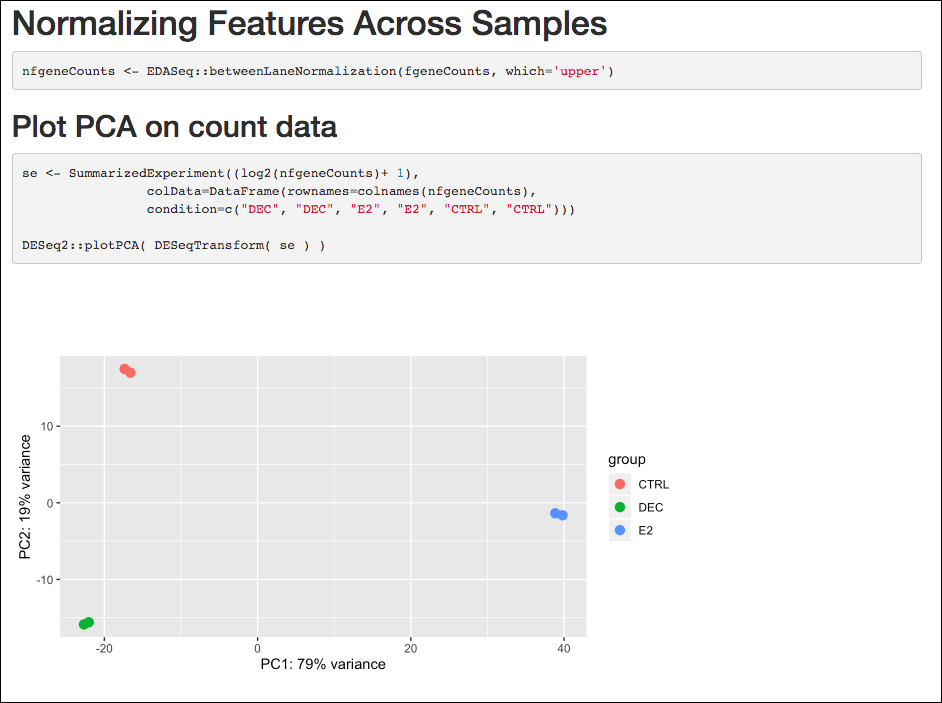 Normalizing Features Across Samples
nfgeneCounts <- EDASeq::betweenLaneNormalization(fgeneCounts, which='upper')
Plot PCA on count data
se <- SummarizedExperiment((log2(nfgeneCounts)+ 1),
colData=DataFrame(rownames=colnames(nfgeneCounts),
condition=c("DEC", "DEC", "E2", "E2", "CTRL", "CTRL")))
DESeq2::plotPCA( DESeqTransform( se ) )
10
0
-10
PC2: 19% variance
-20
0
20
40
PC1: 79% variance
group
CTRL
DEC
E2